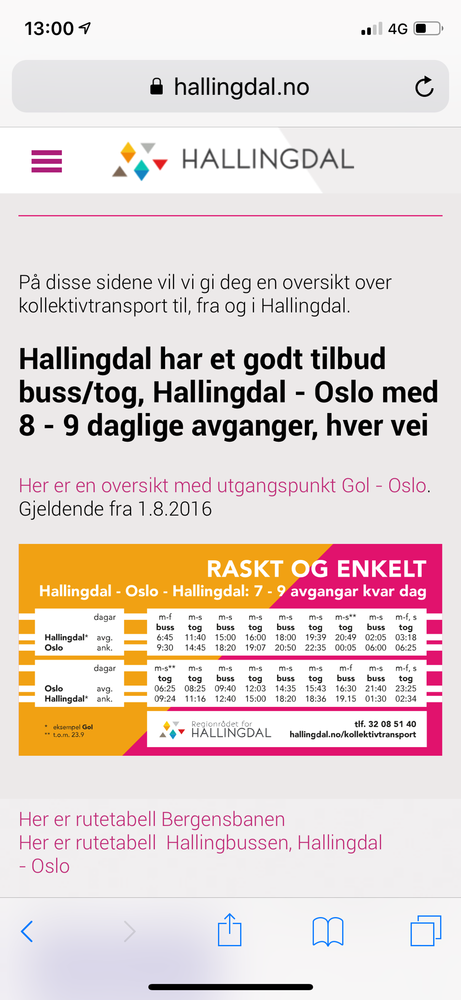 13:00
4G
hallingdal.no
HALLINGDAL
På disse sidene vil vi gi deg en oversikt over
kollektivtransport til, fra og i Hallingdal.
Hallingdal har et godt tilbud
buss/tog, Hallingdal - Oslo med
8 - 9 daglige avganger, hver vei
Her er en oversikt med utgangspunkt Gol - Oslo.
Gjeldende fra 1.8.2016
RASKT OG ENKELT
Hallingdal - Oslo - Hallingdal: 7 - 9 avgangar kvar dag
dagar m-f m-s m-s m-s m-s m-s m-s** m-s m-f, s
buss tog buss tog buss tog tog buss tog
Hallingdal* avg. 6:45 11:40 15:00 16:00 18:00 19:39 20:49 02:05 03:18
Oslo ank. 9:30 14:45 18:20 19:07 20:50 22:35 00:05 06:00 06:25
dagar m-s** m-s m-s m-s m-s m-s m-f m-s m-f, s
tog tog buss tog buss tog buss buss tog
Oslo avg. 06:25 08:25 09:40 12:03 14:35 15:43 16:30 21:40 23:25
Hallingdal* ank. 09:24 11:16 12:40 15:00 18:20 18:36 19.15 01:30 02:34
* eksempel Gol
** t.o.m. 23.9
Regionrådet for
HALLINGDAL
tlf. 32 08 51 40
hallingdal.no/kollektivtransport
Her er rutetabell Bergensbanen
Her er rutetabell  Hallingbussen, Hallingdal
- Oslo